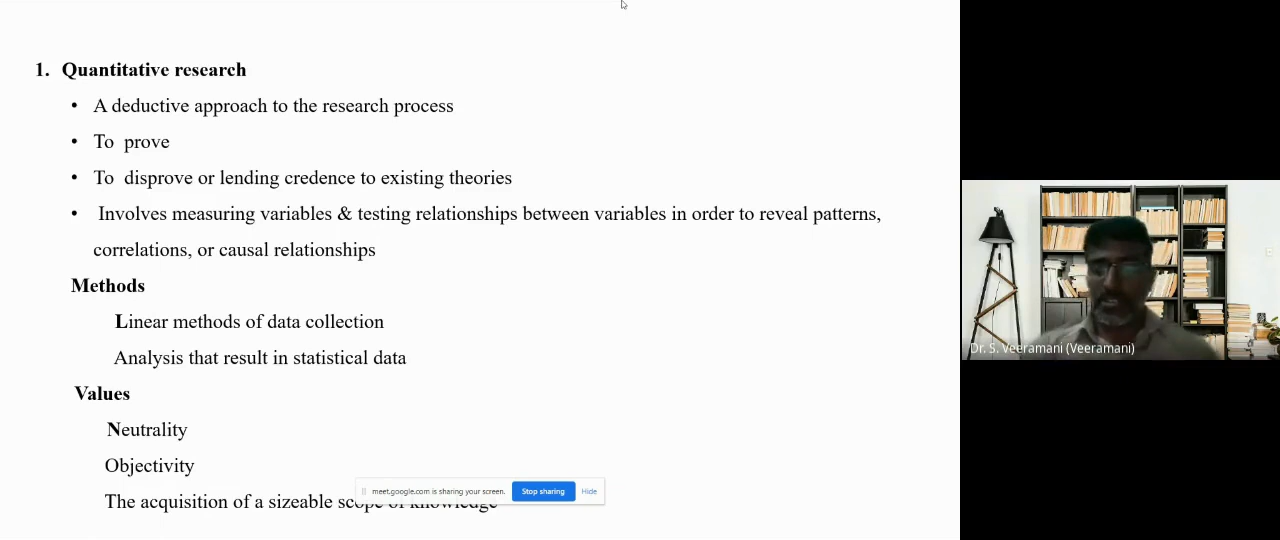 1. Quantitative research
• A deductive approach to the research process
• To prove
• To disprove or lending credence to existing theories
• Involves measuring variables & testing relationships between variables in order to reveal patterns,
correlations, or causal relationships
Methods
Linear methods of data collection
Analysis that result in statistical data
Values
Neutrality
Objectivity
meet.google.com is sharing your screen. Stop sharing Hide
The acquisition of a sizeable scope of knowledge
Dr. S. Veeramani (Veeramani)